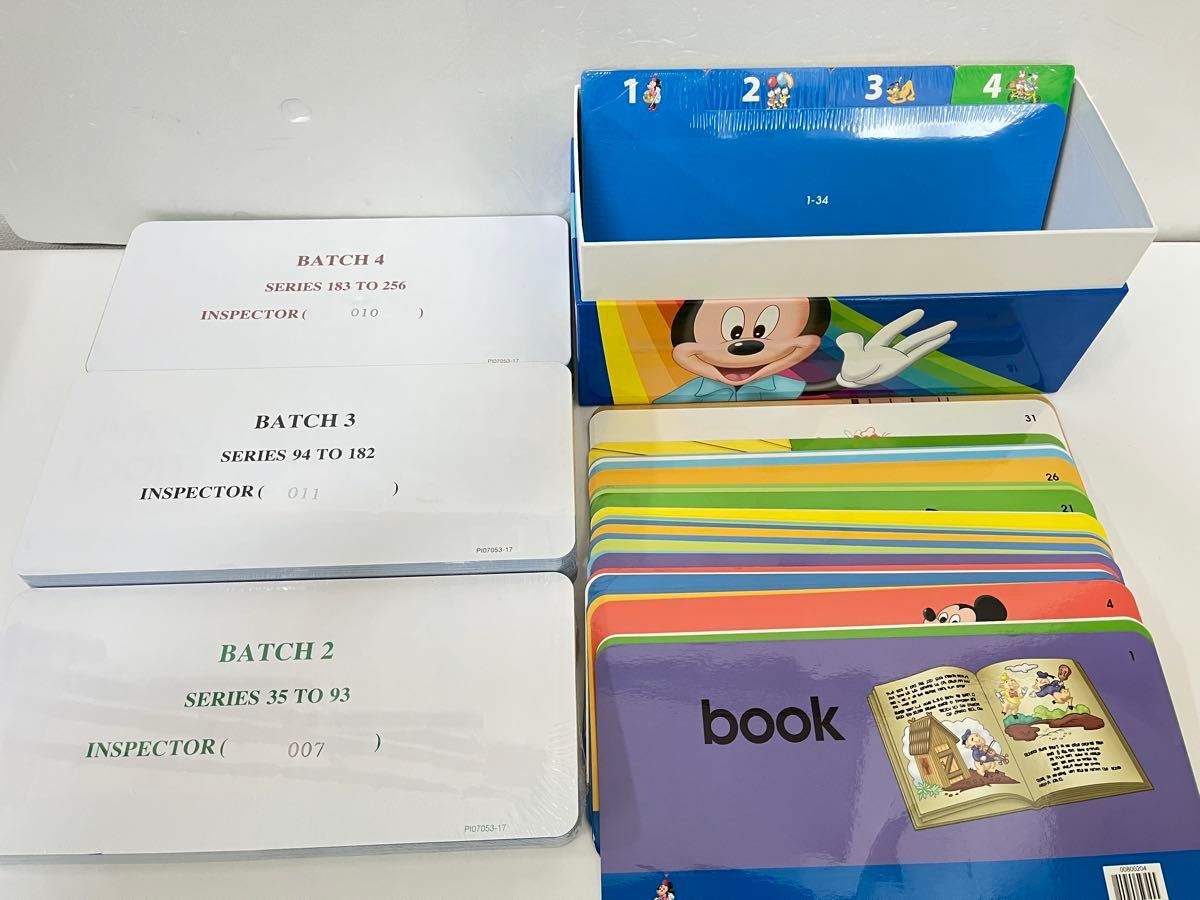 1 2 3 4
1-34
BATCH 4
SERIES 183 TO 256
INSPECTOR ( 010 )
PI07053-17
BATCH 3
SERIES 94 TO 182
INSPECTOR ( 011 )
PI07053-17
BATCH 2
SERIES 35 TO 93
INSPECTOR ( 007 )
PI07053-17
31
26
21
4
1
book
00800204